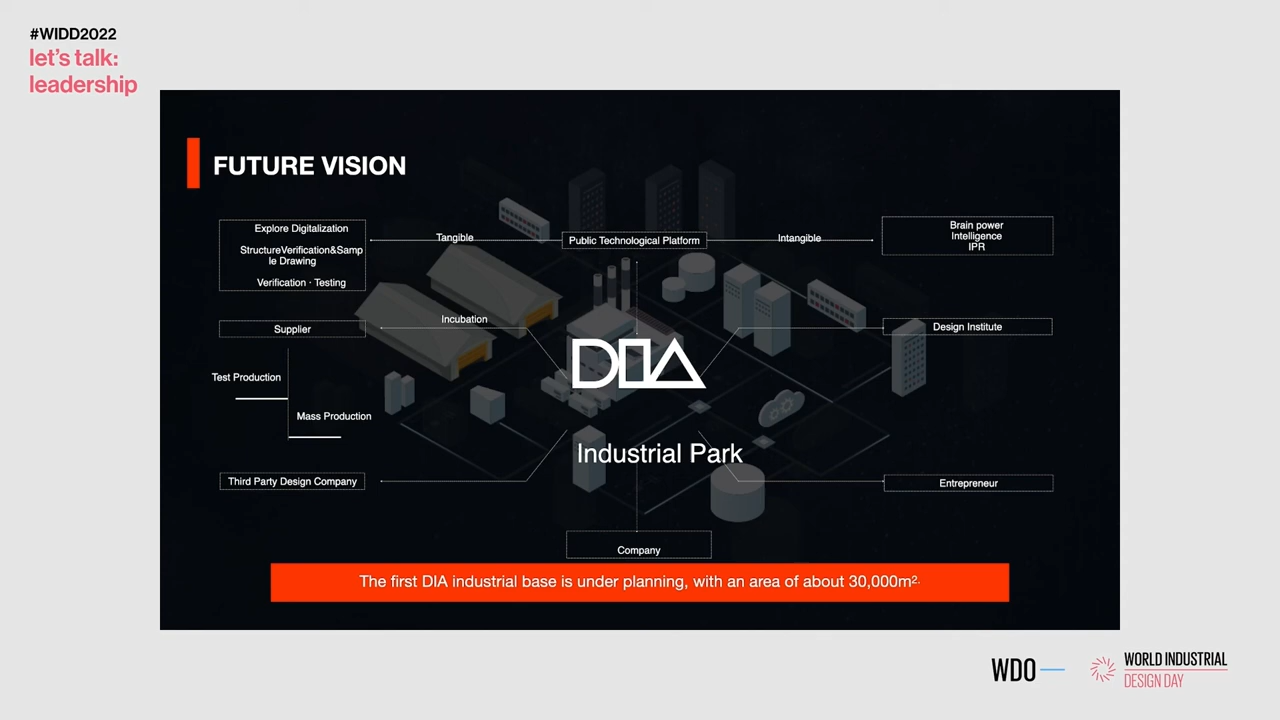 #WIDD2022
let's talk:
leadership
FUTURE VISION
Explore Digitalization
StructureVerification&Samp
le Drawing
Verification · Testing
Tangible
Public Technological Platform
Intangible
Brain power
Intelligence
IPR
Supplier
Incubation
Design Institute
Test Production
Mass Production
DIA
Industrial Park
Third Party Design Company
Entrepreneur
Company
The first DIA industrial base is under planning, with an area of about 30,000m².
WDO
WORLD INDUSTRIAL
DESIGN DAY